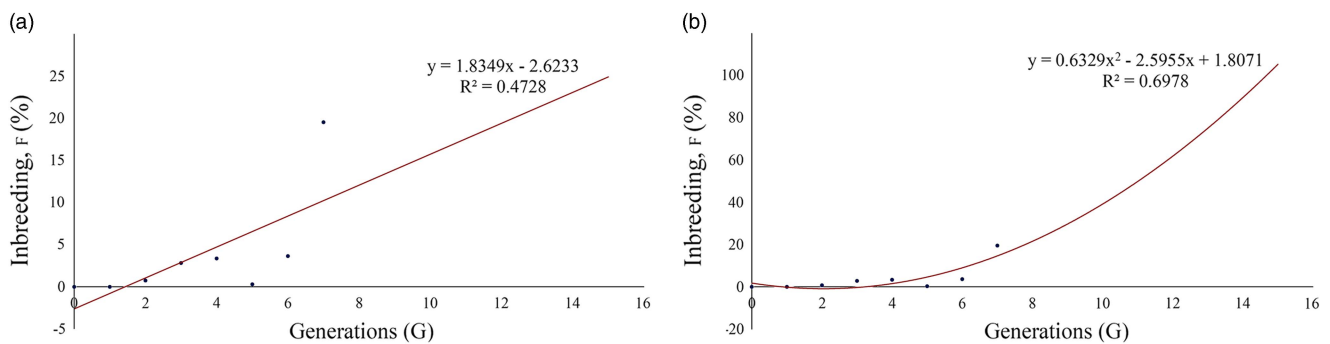 (a)
y = 1.8349x - 2.6233
R² = 0.4728
Inbreeding, F (%)
25
20
15
10
5
0
-5
0 2 4 6 8 10 12 14 16
Generations (G)
(b)
y = 0.6329x² - 2.5955x + 1.8071
R² = 0.6978
Inbreeding, F (%)
100
80
60
40
20
0
-20
0 2 4 6 8 10 12 14 16
Generations (G)